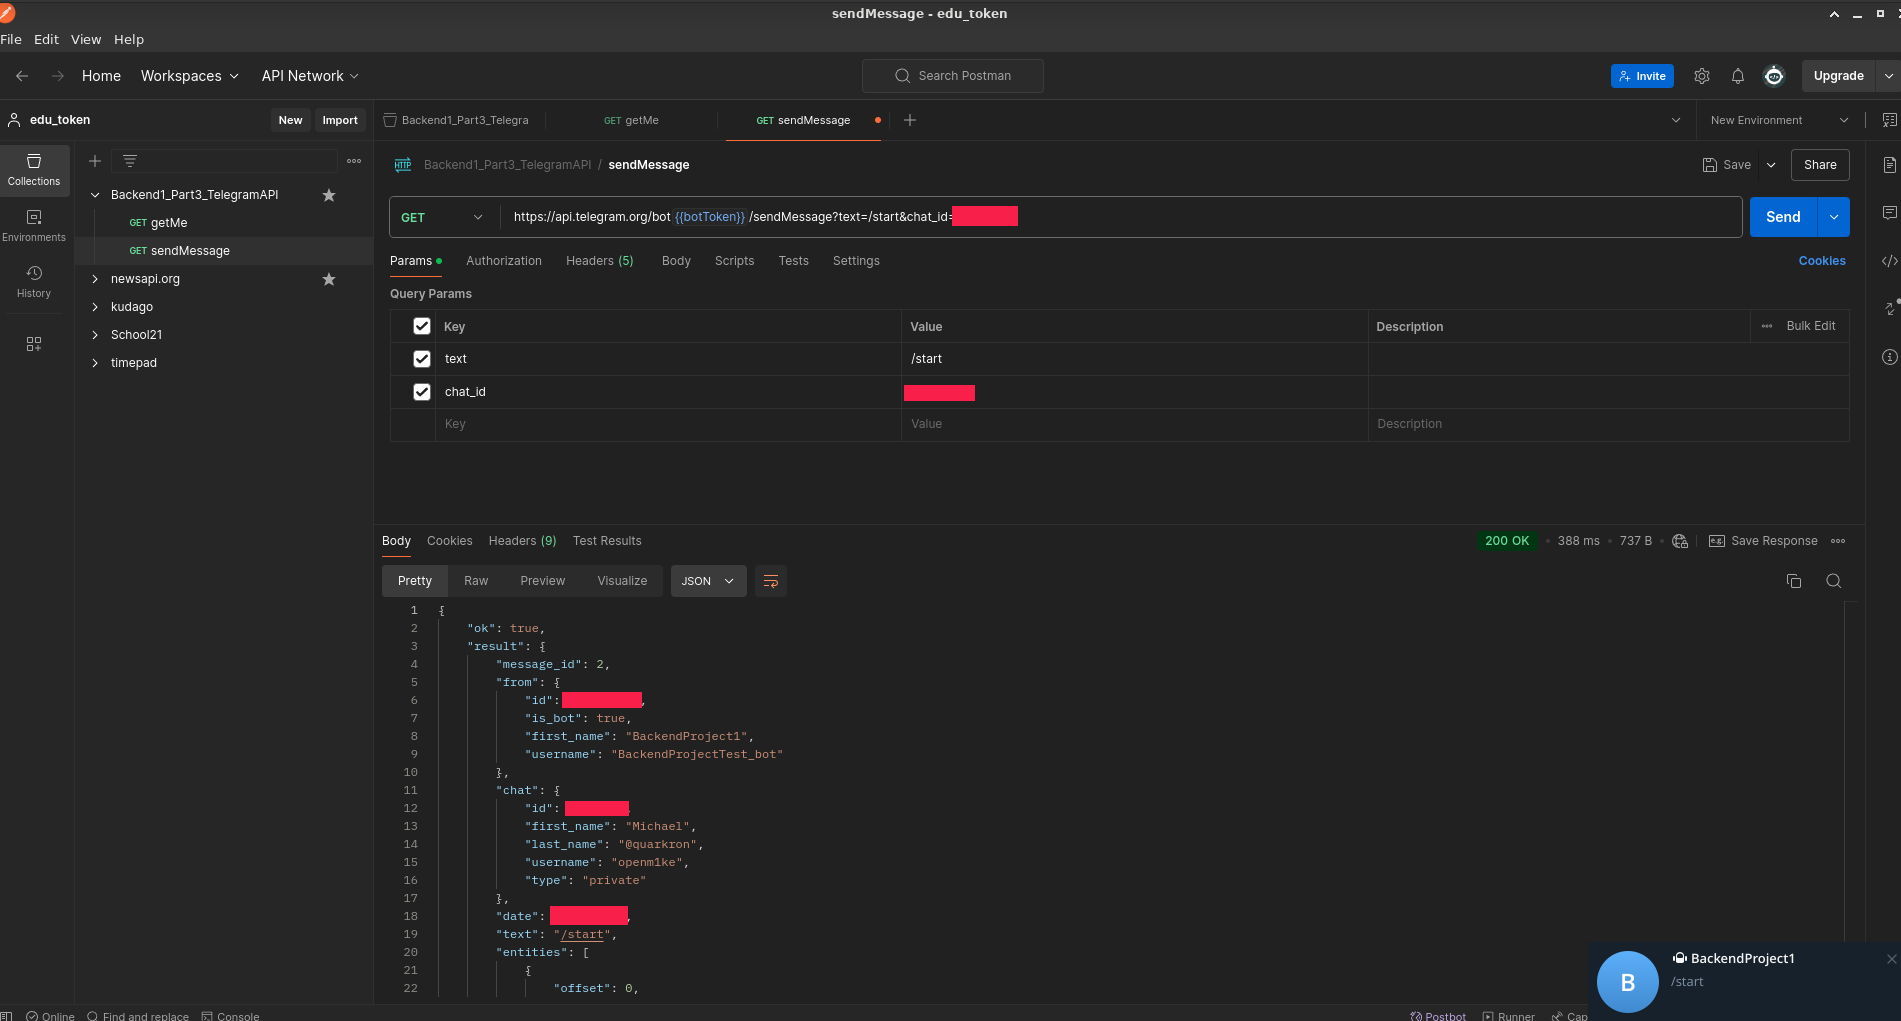 sendMessage - edu_token
File Edit View Help
Home Workspaces API Network Search Postman Invite Upgrade
edu_token New Import Backend1_Part3_Telegra GET getMe GET sendMessage New Environment
Collections
Environments
History
Backend1_Part3_TelegramAPI
GET getMe
GET sendMessage
newsapi.org
kudago
School21
timepad
HTTP Backend1_Part3_TelegramAPI / sendMessage Save Share
GET https://api.telegram.org/bot {{botToken}} /sendMessage?text=/start&chat_id= Send
Params Authorization Headers (5) Body Scripts Tests Settings Cookies
Query Params
Key Value Description Bulk Edit
text /start
chat_id
Key Value Description
Body Cookies Headers (9) Test Results 200 OK 388 ms 737 B e.g. Save Response
Pretty Raw Preview Visualize JSON
1 {
2 "ok": true,
3 "result": {
4 "message_id": 2,
5 "from": {
6 "id": ,
7 "is_bot": true,
8 "first_name": "BackendProject1",
9 "username": "BackendProjectTest_bot"
10 },
11 "chat": {
12 "id":
13 "first_name": "Michael",
14 "last_name": "@quarkron",
15 "username": "openm1ke",
16 "type": "private"
17 },
18 "date": ,
19 "text": "/start",
20 "entities": [
21 {
22 "offset": 0,
B BackendProject1
/start
Online Find and replace Console Postbot Runner Cap